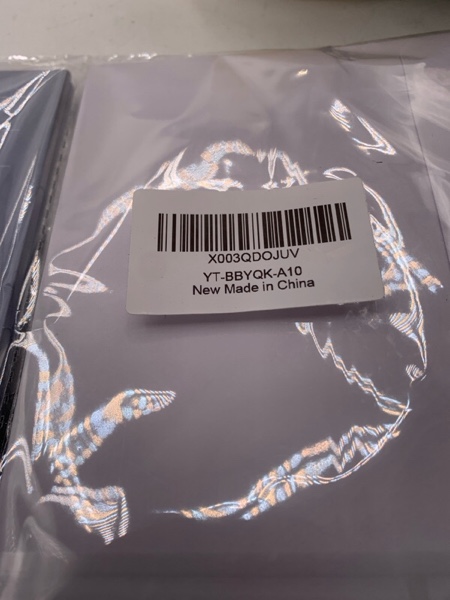 X003QDOJUV
YT-BBYQK-A10
New Made in China